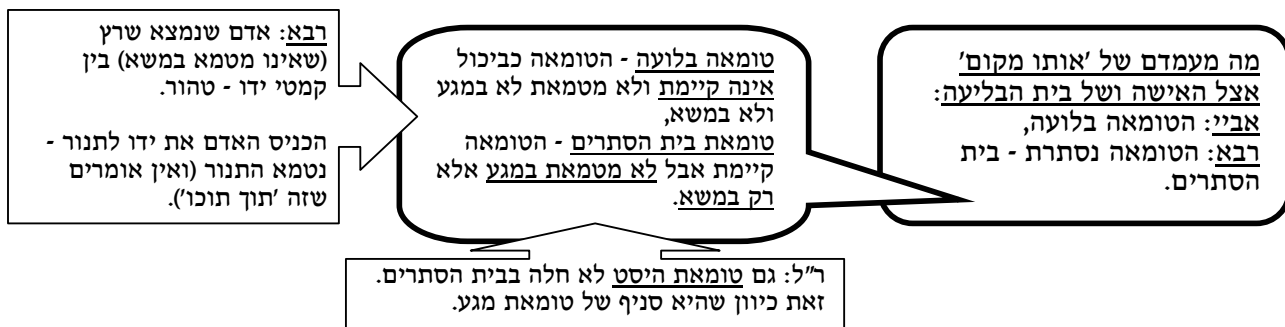 מה מעמדם של 'אותו מקום'
אצל האישה ושל בית הבליעה:
אביי: הטומאה בלועה,
רבא: הטומאה נסתרת - בית
הסתרים.
טומאה בלועה - הטומאה כביכול
אינה קיימת ולא מטמאת לא במגע
ולא במשא,
טומאת בית הסתרים - הטומאה
קיימת אבל לא מטמאת במגע אלא
רק במשא.
רבא: אדם שנמצא שרץ
(שאינו מטמא במשא) בין
קמטי ידו - טהור.
הכניס האדם את ידו לתנור -
נטמא התנור (ואין אומרים
שזה 'תוך תוכו').
ר"ל: גם טומאת היסט לא חלה בבית הסתרים.
זאת כיוון שהיא סניף של טומאת מגע.